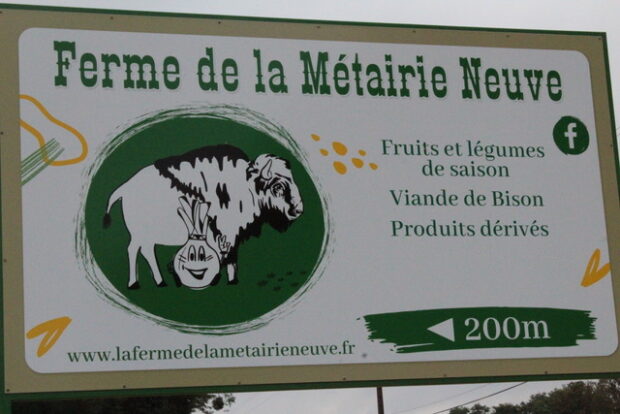 Ferme de la Métairie Neuve
f
Fruits et légumes
de saison
Viande de Bison
Produits dérivés
200m
www.lafermedelametairieneuve.fr